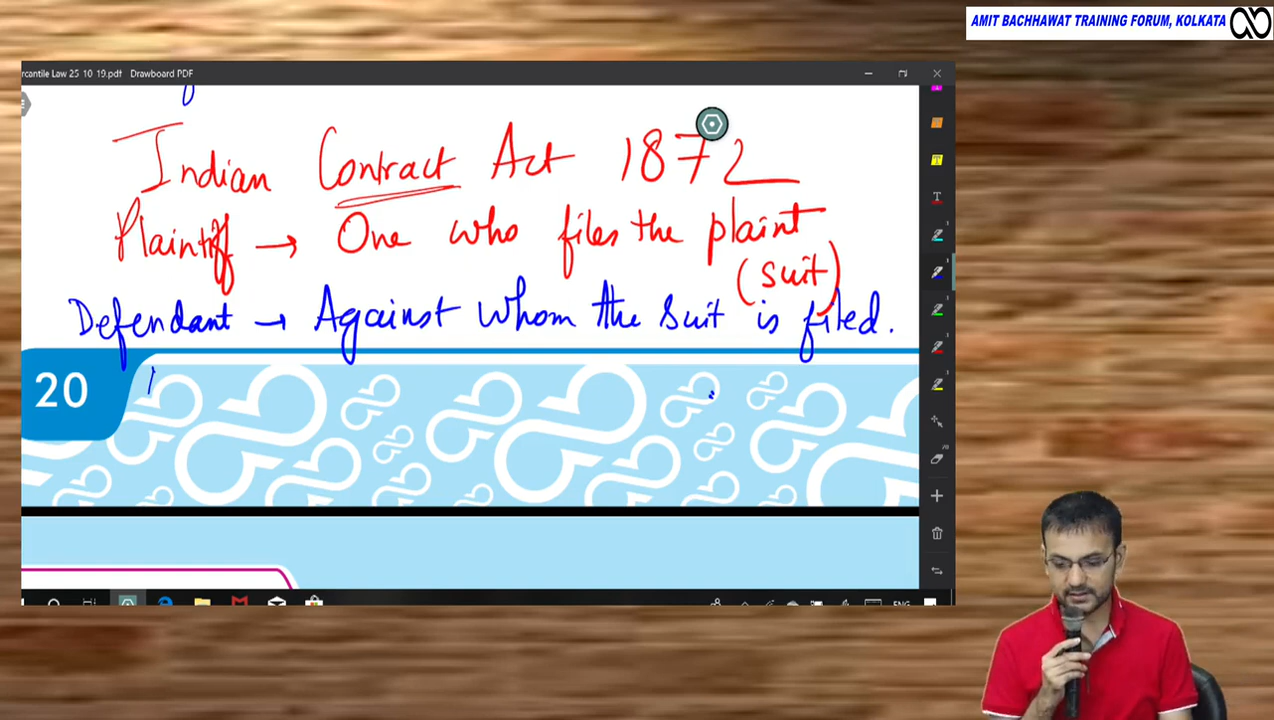 AMIT BACHHAWAT TRAINING FORUM, KOLKATA
rcantile Law 25 10 19.pdf Drawboard PDF
Indian Contract Act 1872
Plaintiff → One who files the plaint
(suit)
Defendant → Against whom the suit is filed.
20
ENG